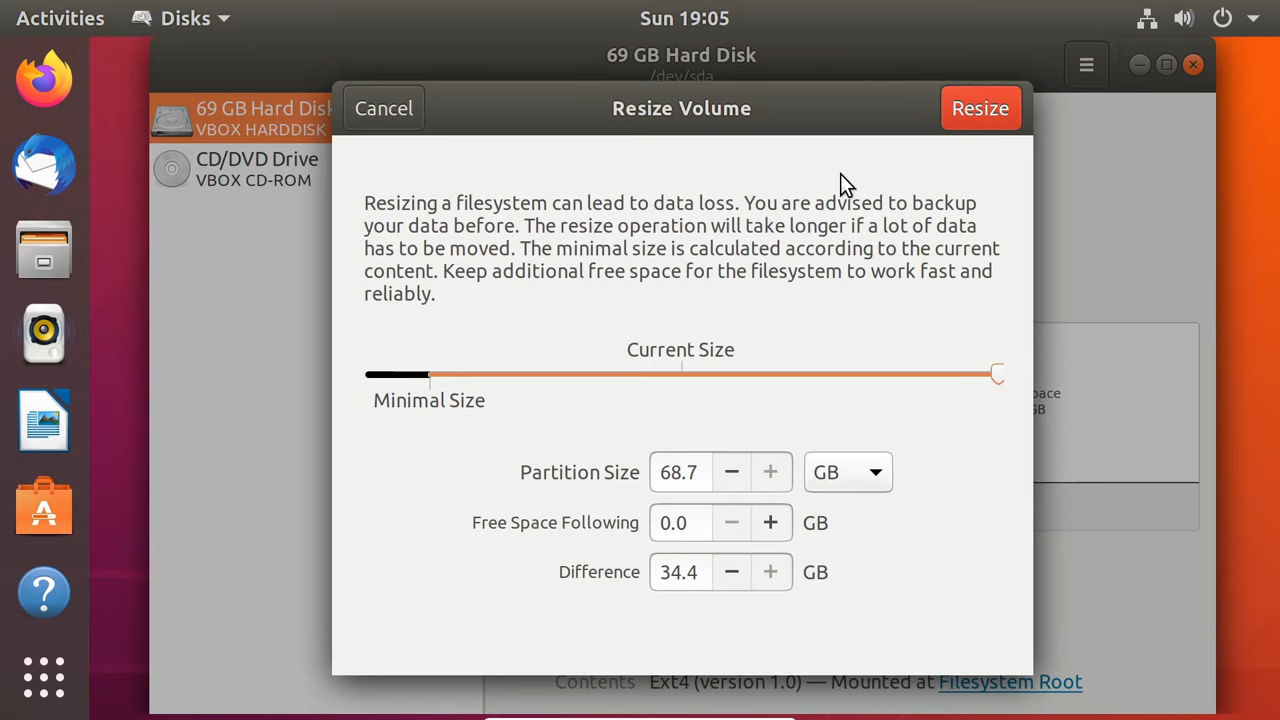 Activities
Disks
Sun 19:05
69 GB Hard Disk
/dev/sda
69 GB Hard Disk
VBOX HARDDISK
CD/DVD Drive
VBOX CD-ROM
Cancel
Resize Volume
Resize
Resizing a filesystem can lead to data loss. You are advised to backup
your data before. The resize operation will take longer if a lot of data
has to be moved. The minimal size is calculated according to the current
content. Keep additional free space for the filesystem to work fast and
reliably.
Current Size
Minimal Size
Partition Size 68.7 − + GB
Free Space Following 0.0 − + GB
Difference 34.4 − + GB
Contents Ext4 (version 1.0) — Mounted at Filesystem Root